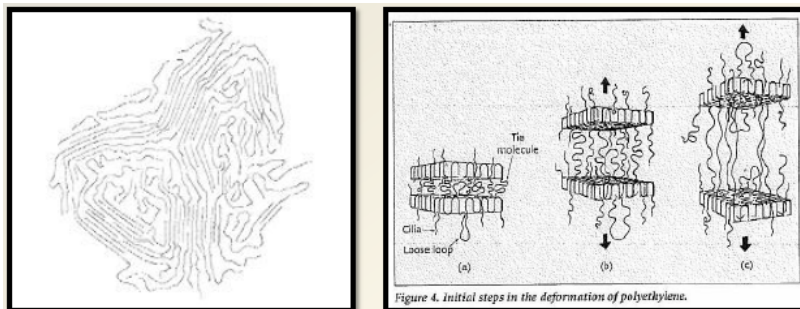 Tie
molecule
Cilia
Loose loop
(a)
(b)
(c)
Figure 4. Initial steps in the deformation of polyethylene.